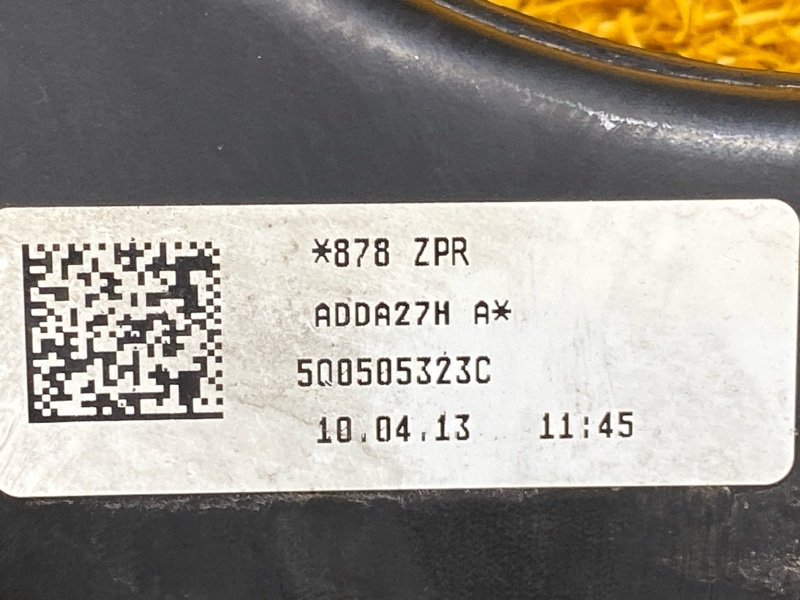 *878 ZPR
ADDA27H A*
5Q0505323C
10.04.13 11:45